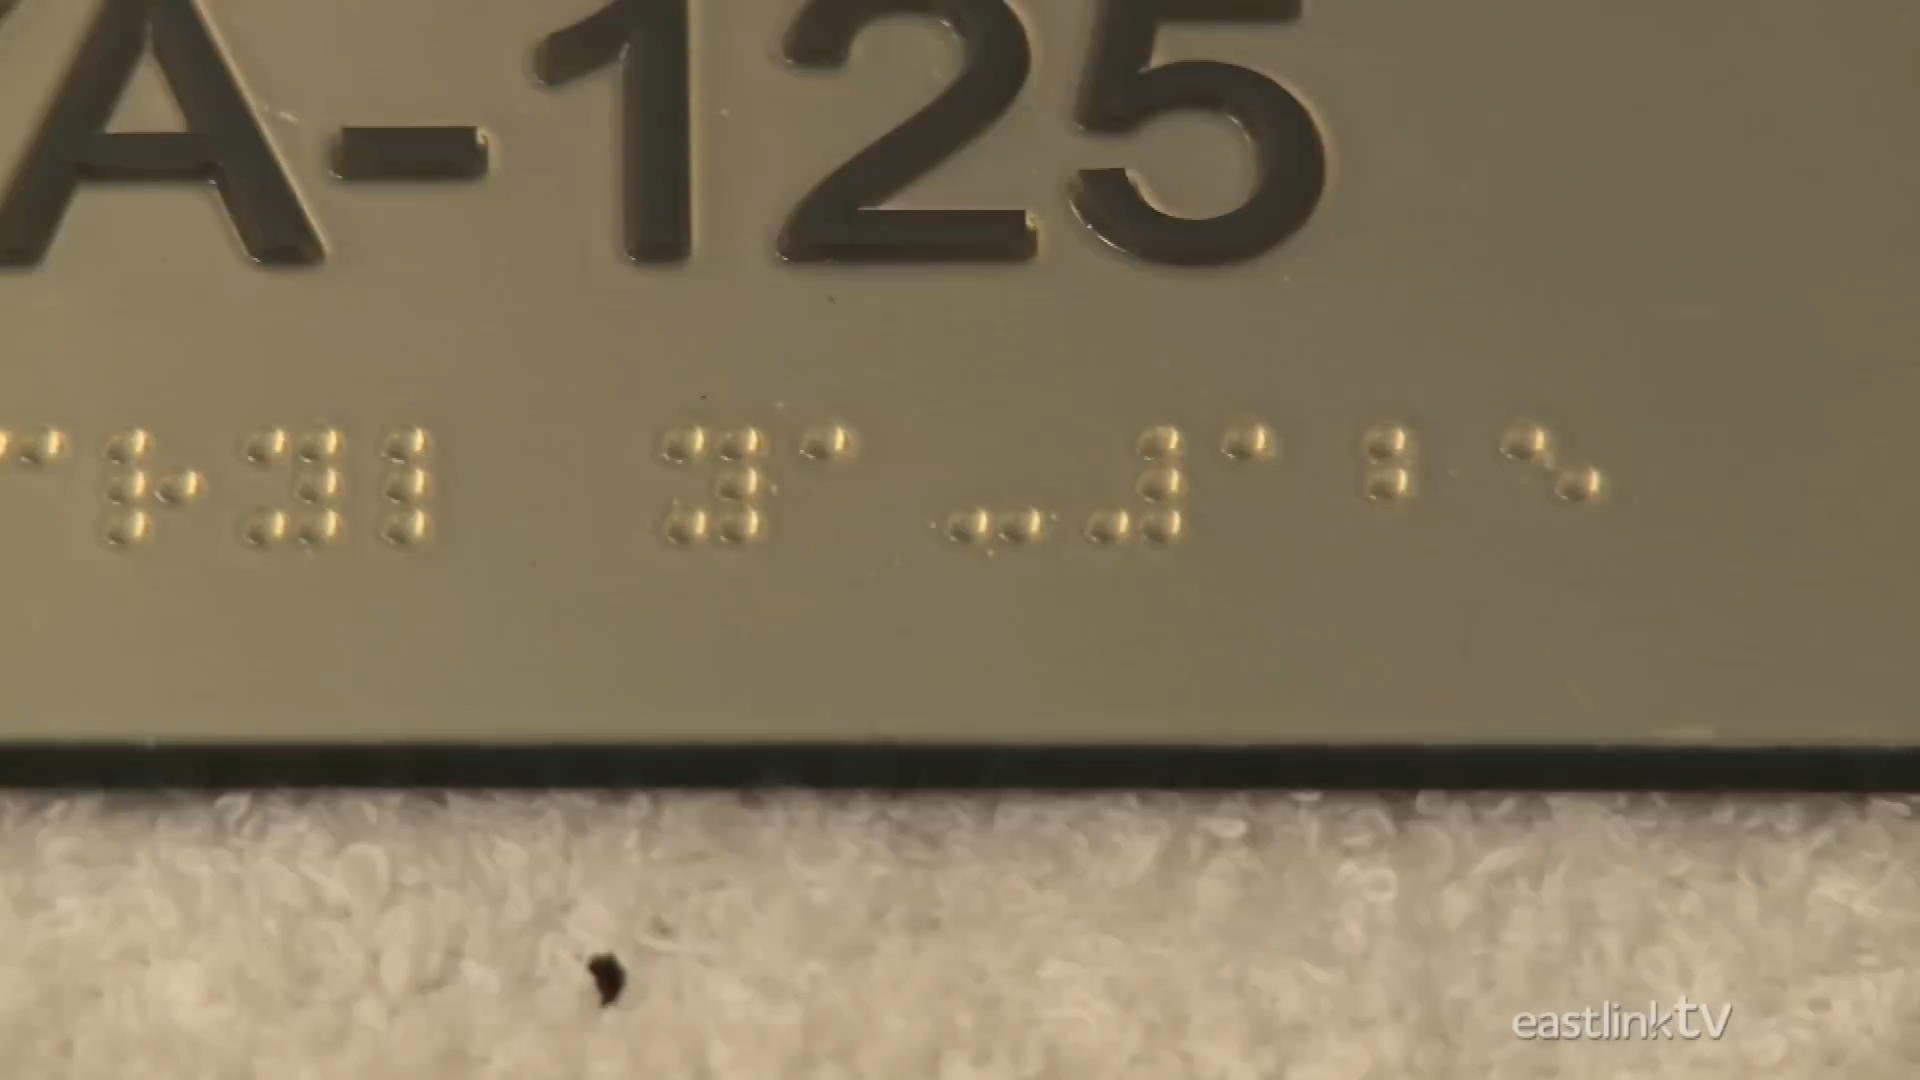 A-125
⠉⠗⠽⠇ ⠽⠁⠤⠼⠁⠃⠑
eastlinktv